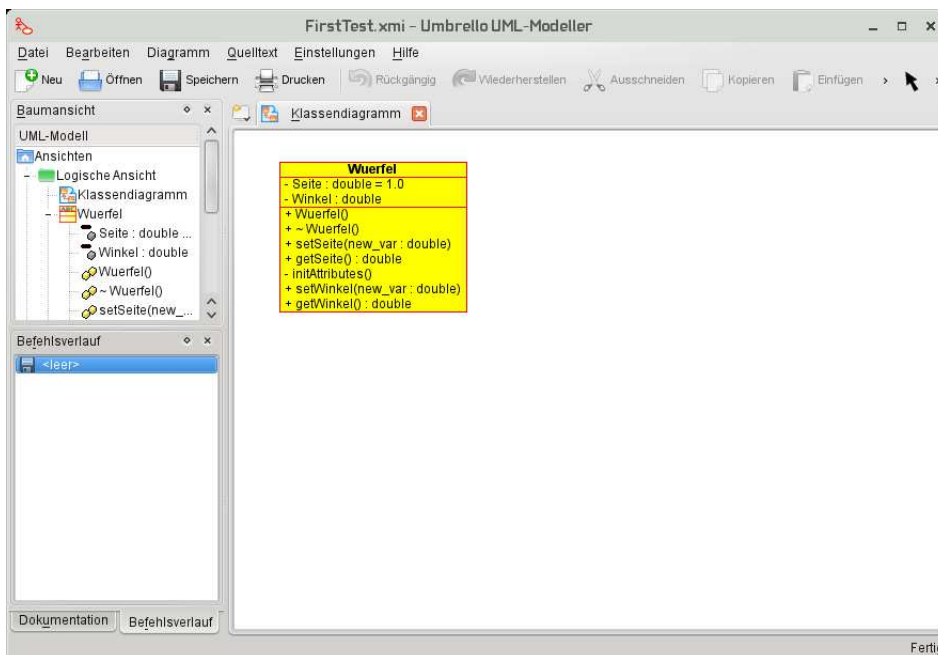 FirstTest.xmi – Umbrello UML-Modeller
Datei Bearbeiten Diagramm Quelltext Einstellungen Hilfe
Neu Öffnen Speichern Drucken Rückgängig Wiederherstellen Ausschneiden Kopieren Einfügen
Baumansicht
UML-Modell
Ansichten
Logische Ansicht
Klassendiagramm
Wuerfel
Seite : double ...
Winkel : double
Wuerfel()
~ Wuerfel()
setSeite(new_...
Befehlsverlauf
<leer>
Dokumentation Befehlsverlauf
Klassendiagramm
Wuerfel
- Seite : double = 1.0
- Winkel : double
+ Wuerfel()
+ ~ Wuerfel()
+ setSeite(new_var : double)
+ getSeite() : double
- initAttributes()
+ setWinkel(new_var : double)
+ getWinkel() : double